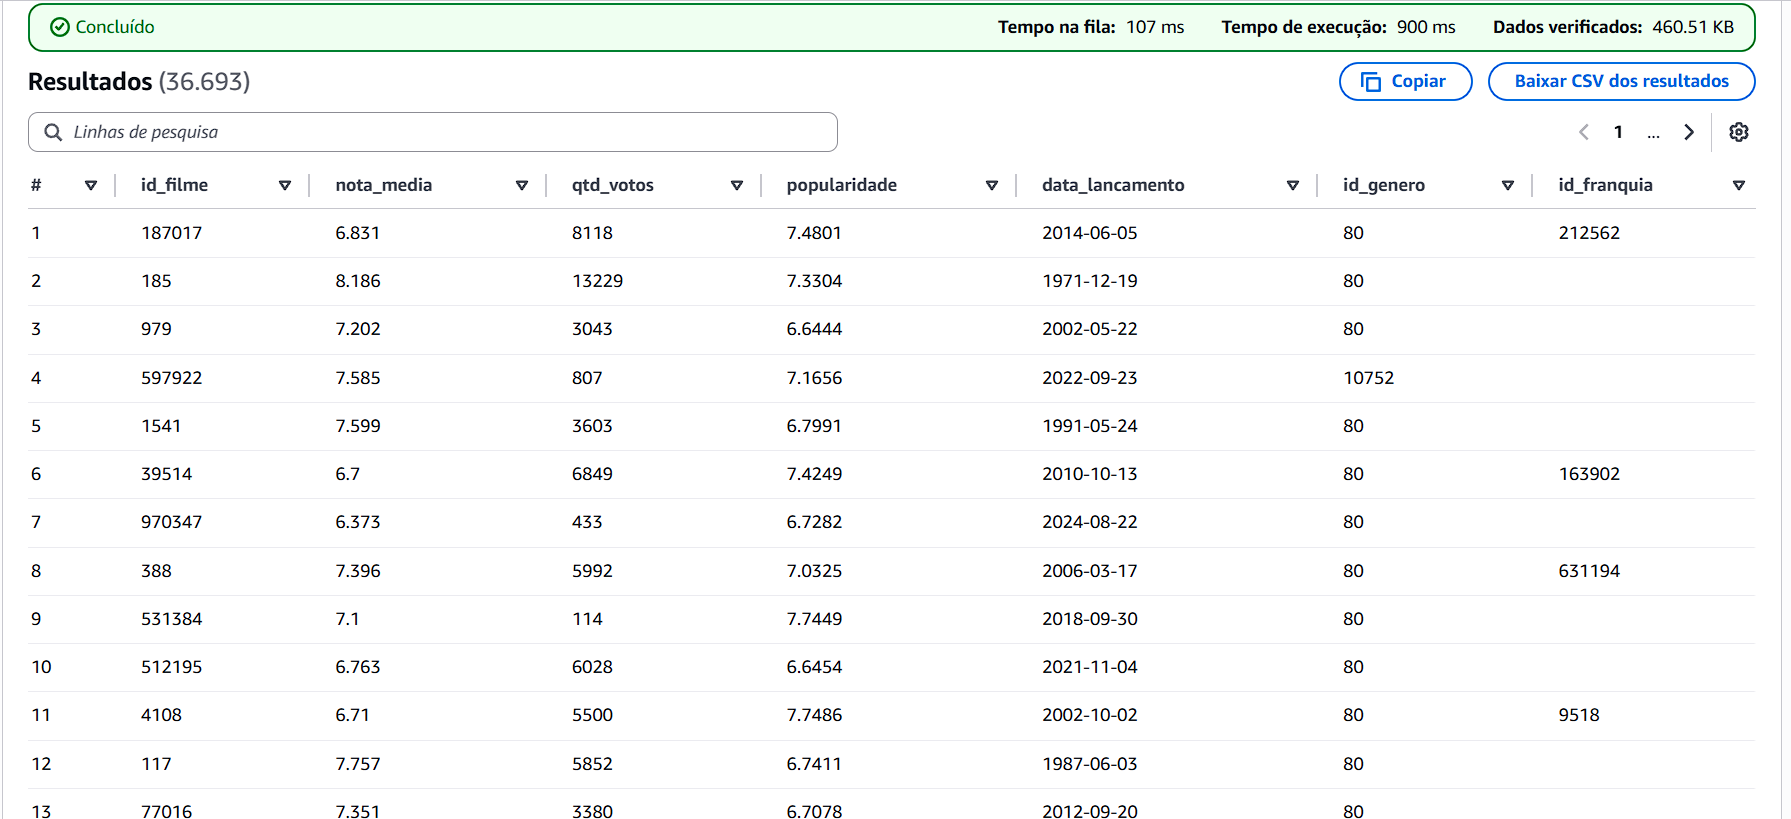 Concluído Tempo na fila: 107 ms Tempo de execução: 900 ms Dados verificados: 460.51 KB
Resultados (36.693) Copiar Baixar CSV dos resultados
Linhas de pesquisa 1 ...
# id_filme nota_media qtd_votos popularidade data_lancamento id_genero id_franquia
1 187017 6.831 8118 7.4801 2014-06-05 80 212562
2 185 8.186 13229 7.3304 1971-12-19 80
3 979 7.202 3043 6.6444 2002-05-22 80
4 597922 7.585 807 7.1656 2022-09-23 10752
5 1541 7.599 3603 6.7991 1991-05-24 80
6 39514 6.7 6849 7.4249 2010-10-13 80 163902
7 970347 6.373 433 6.7282 2024-08-22 80
8 388 7.396 5992 7.0325 2006-03-17 80 631194
9 531384 7.1 114 7.7449 2018-09-30 80
10 512195 6.763 6028 6.6454 2021-11-04 80
11 4108 6.71 5500 7.7486 2002-10-02 80 9518
12 117 7.757 5852 6.7411 1987-06-03 80
13 77016 7.351 3380 6.7078 2012-09-20 80